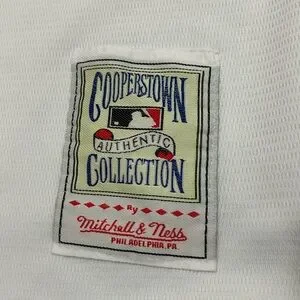 COOPERSTOWN
AUTHENTIC
COLLECTION
By
Mitchell & Ness
PHILADELPHIA, PA.